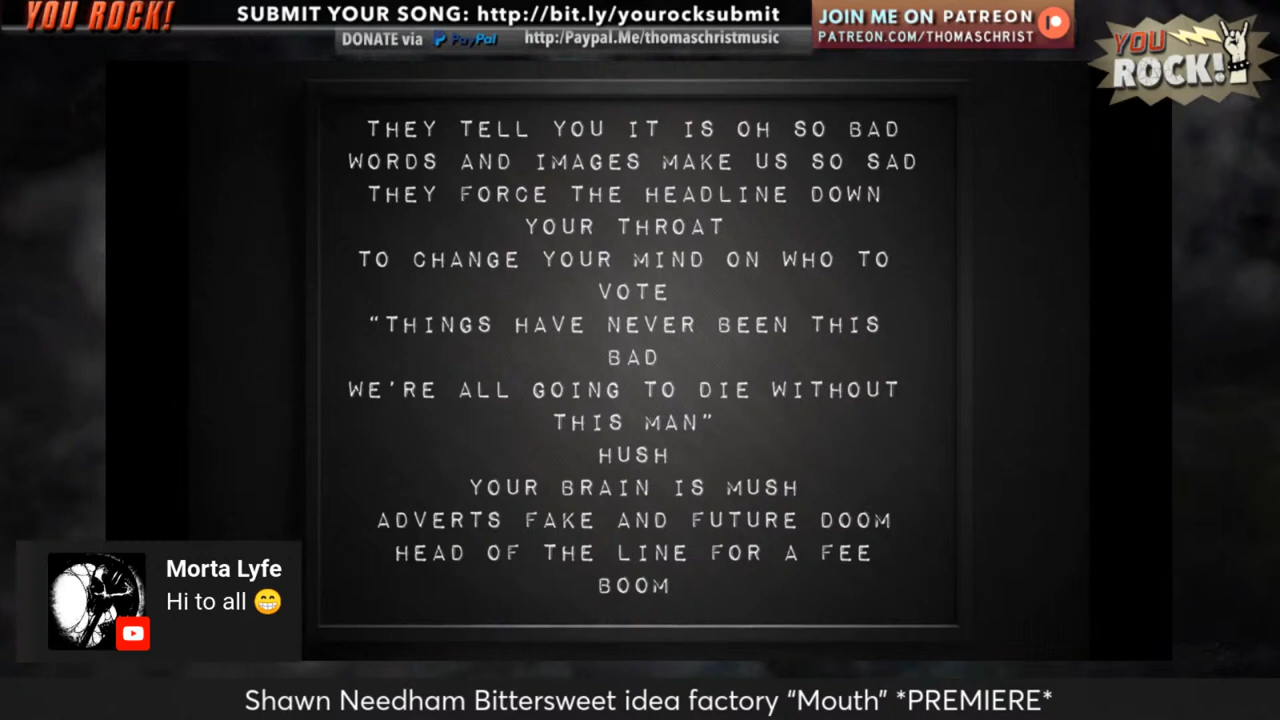 YOU ROCK!
SUBMIT YOUR SONG: http://bit.ly/yourocksubmit
DONATE via PayPal http:/Paypal.Me/thomaschristmusic
JOIN ME ON PATREON
PATREON.COM/THOMASCHRIST
YOU
ROCK!
THEY TELL YOU IT IS OH SO BAD
WORDS AND IMAGES MAKE US SO SAD
THEY FORCE THE HEADLINE DOWN
YOUR THROAT
TO CHANGE YOUR MIND ON WHO TO
VOTE
“THINGS HAVE NEVER BEEN THIS
BAD
WE'RE ALL GOING TO DIE WITHOUT
THIS MAN”
HUSH
YOUR BRAIN IS MUSH
ADVERTS FAKE AND FUTURE DOOM
HEAD OF THE LINE FOR A FEE
BOOM
Morta Lyfe
Hi to all 😁
Shawn Needham Bittersweet idea factory “Mouth” *PREMIERE*